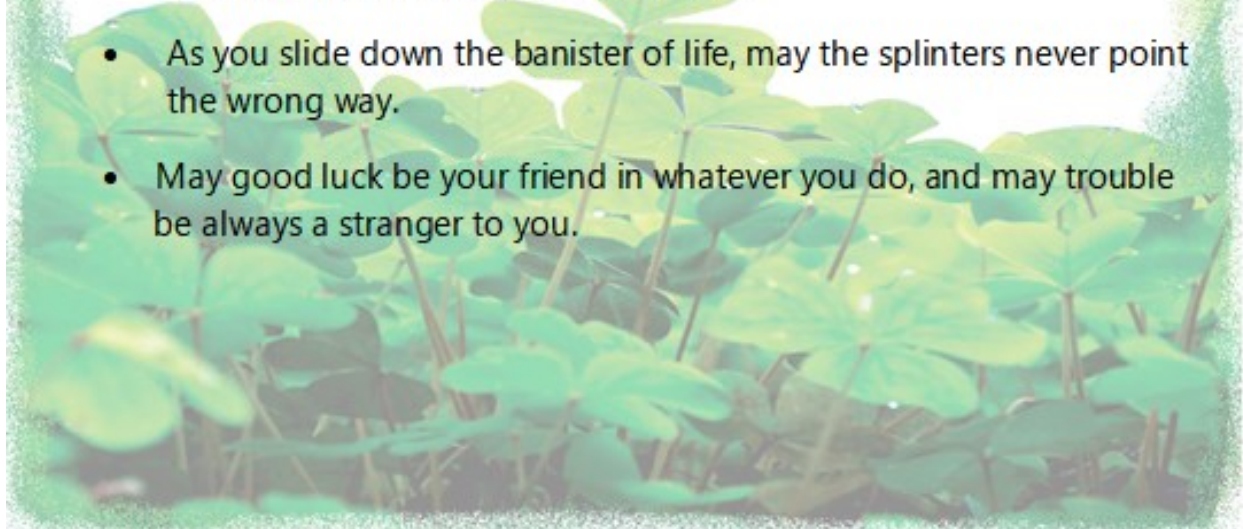 • As you slide down the banister of life, may the splinters never point
the wrong way.
• May good luck be your friend in whatever you do, and may trouble
be always a stranger to you.